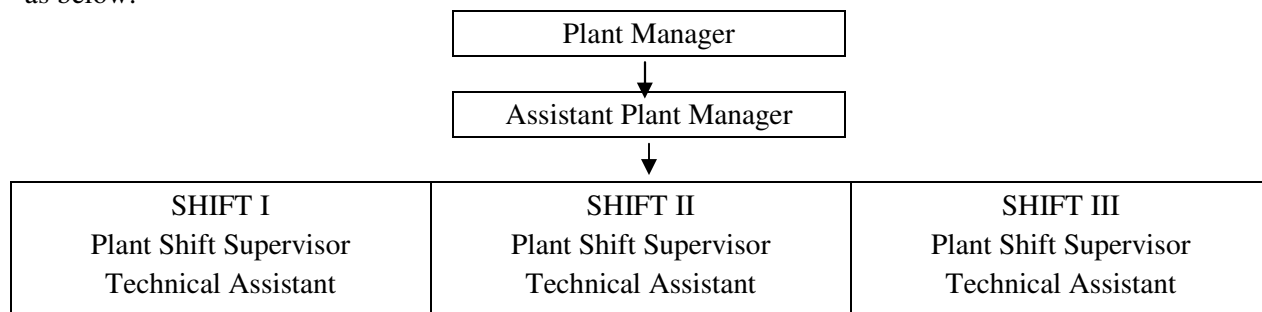 as below:
Plant Manager
Assistant Plant Manager
SHIFT I
Plant Shift Supervisor
Technical Assistant
SHIFT II
Plant Shift Supervisor
Technical Assistant
SHIFT III
Plant Shift Supervisor
Technical Assistant